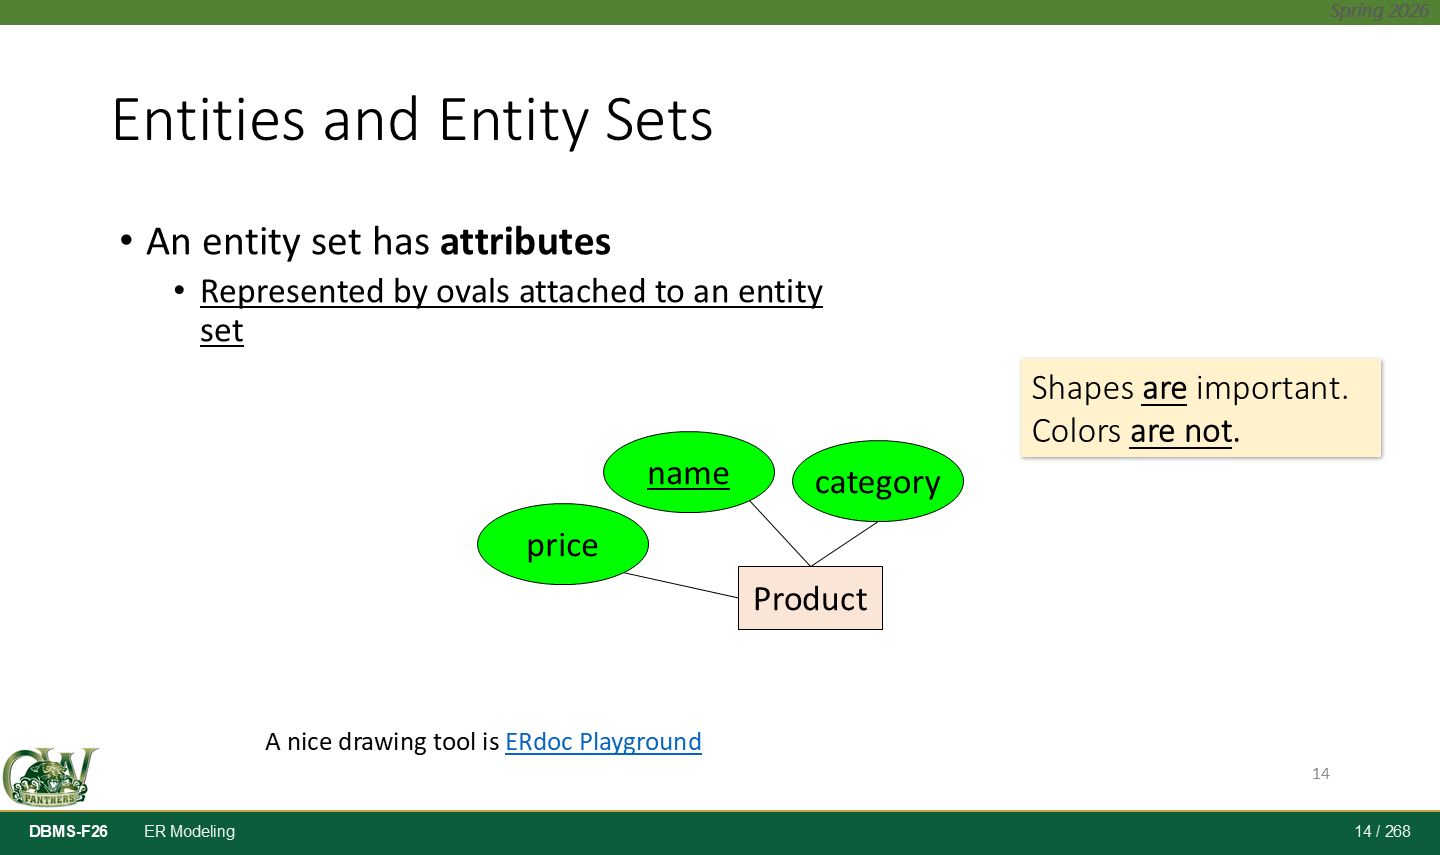 Spring 2026
Entities and Entity Sets
• An entity set has attributes
• Represented by ovals attached to an entity
set
Shapes are important.
Colors are not.
name
category
price
Product
A nice drawing tool is ERdoc Playground
14
OW
PANTHERS
DBMS-F26 ER Modeling 14 / 268